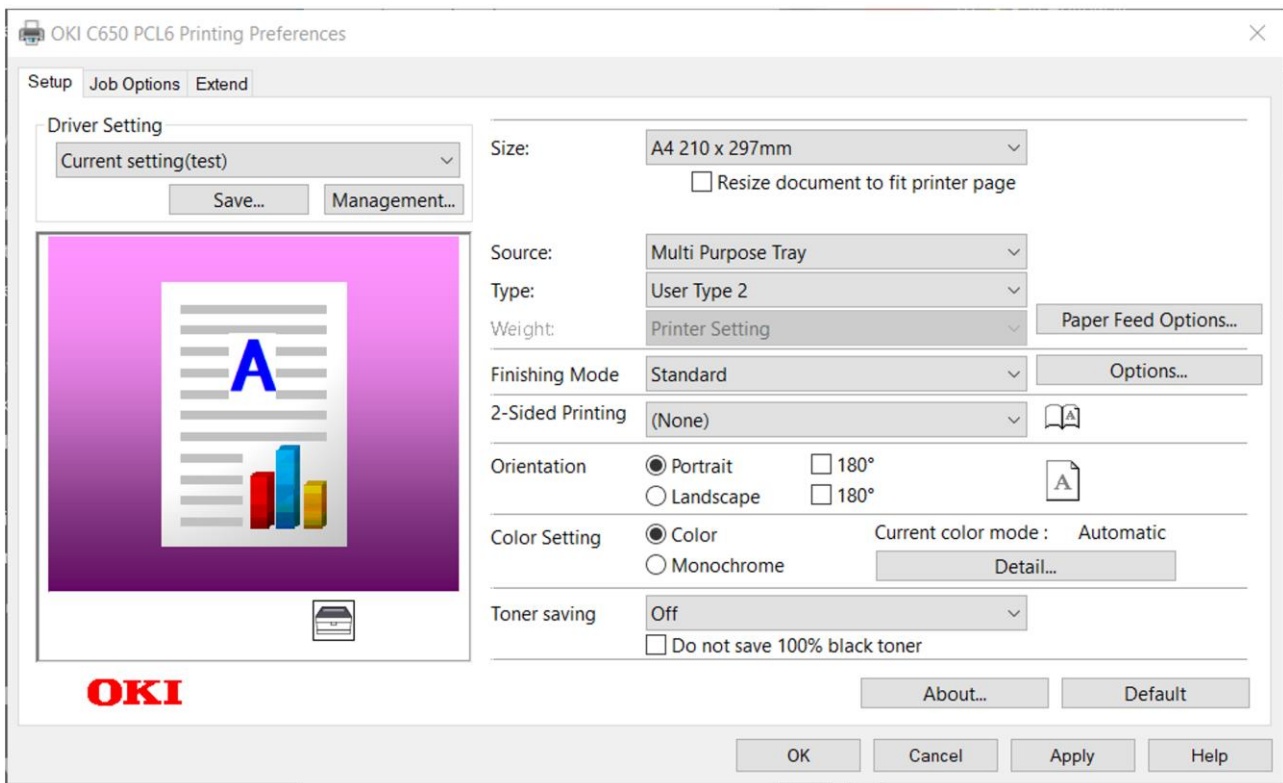 OKI C650 PCL6 Printing Preferences
Setup Job Options Extend
Driver Setting
Current setting(test)
Save... Management...
Size: A4 210 x 297mm
Resize document to fit printer page
Source: Multi Purpose Tray
Type: User Type 2
Weight: Printer Setting
Paper Feed Options...
Finishing Mode Standard Options...
2-Sided Printing (None) A
Orientation Portrait 180°
Landscape 180°
A
Color Setting Color Current color mode : Automatic
Monochrome Detail...
Toner saving Off
Do not save 100% black toner
A
OKI
About... Default
OK Cancel Apply Help